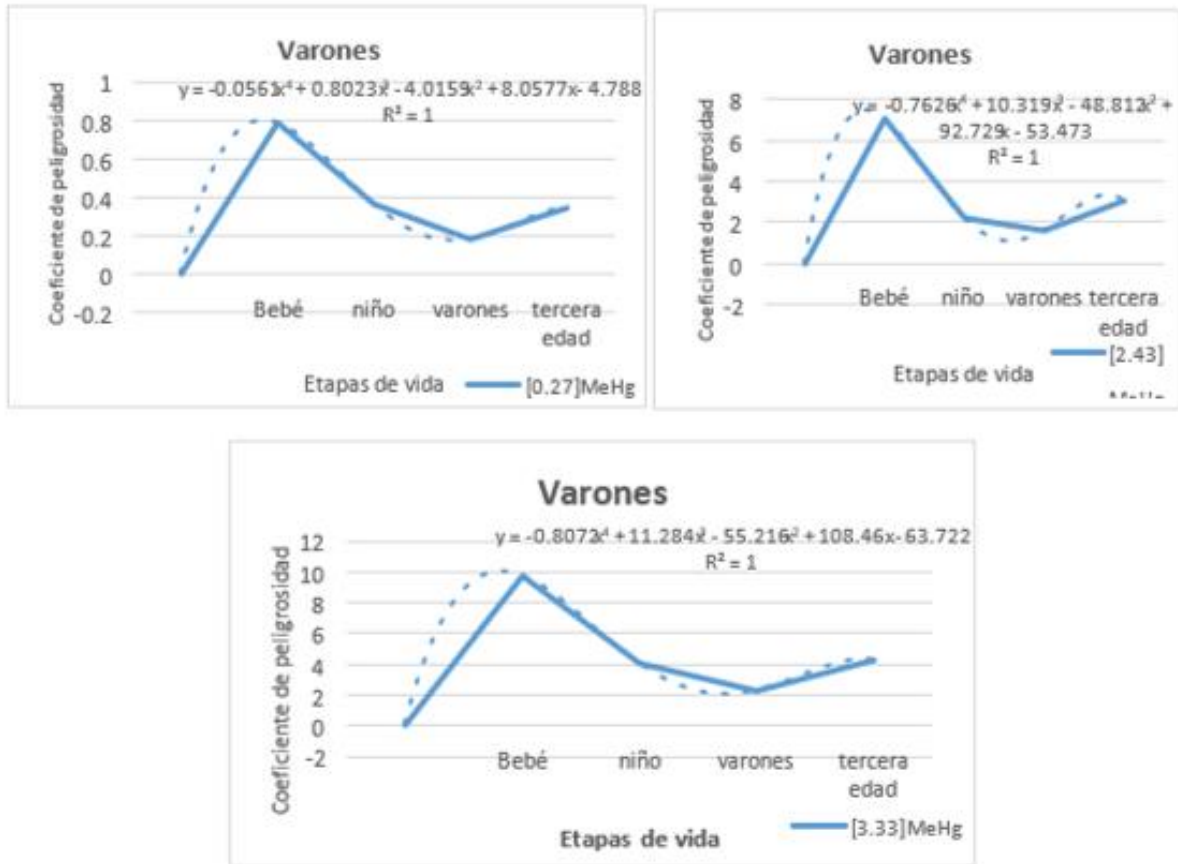 Varones
y = -0.0561x⁴ + 0.8023x³ - 4.0159x² + 8.0577x - 4.788
R² = 1
Coeficiente de peligrosidad
1
0.8
0.6
0.4
0.2
0
-0.2
Bebé niño varones tercera
edad
Etapas de vida [0.27]MeHg
Varones
y = -0.7626x⁴ + 10.319x³ - 48.812x² +
92.729x - 53.473
R² = 1
Coeficiente de peligrosidad
8
6
4
2
0
-2
Bebé niño varones tercera
edad
[2.43]
Etapas de vida
MeHg
Varones
y = -0.8072x⁴ + 11.284x³ - 55.216x² + 108.46x - 63.722
R² = 1
Coeficiente de peligrosidad
12
10
8
6
4
2
0
-2
Bebé niño varones tercera
edad
[3.33]MeHg
Etapas de vida